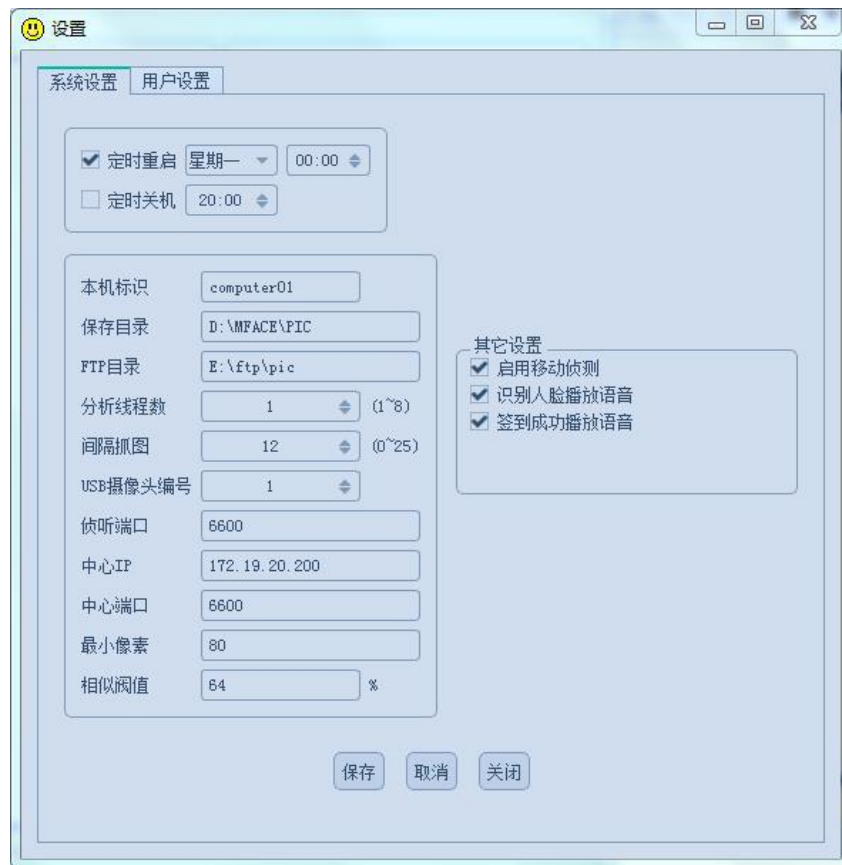 设置
系统设置 用户设置
定时重启 星期一 00:00
定时关机 20:00
本机标识 computer01
保存目录 D:\MFACE\PIC
FTP目录 E:\ftp\pic
分析线程数 1 (1~8)
间隔抓图 12 (0~25)
USB摄像头编号 1
侦听端口 6600
中心IP 172.19.20.200
中心端口 6600
最小像素 80
相似阀值 64 %
其它设置
启用移动侦测
识别人脸播放语音
签到成功播放语音
保存 取消 关闭